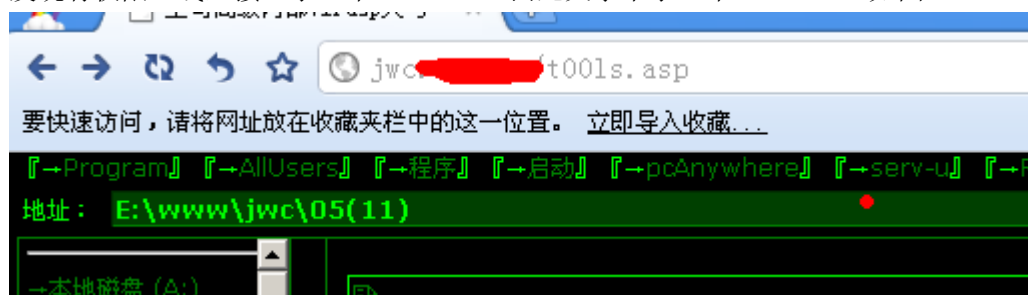 jwc t00ls.asp
要快速访问，请将网址放在收藏夹栏中的这一位置。 立即导入收藏...
『→Program』 『→AllUsers』 『→程序』 『→启动』 『→pcAnywhere』 『→serv-u』 『→
地址： E:\www\jwc\05(11)
→本地磁盘 (A:)